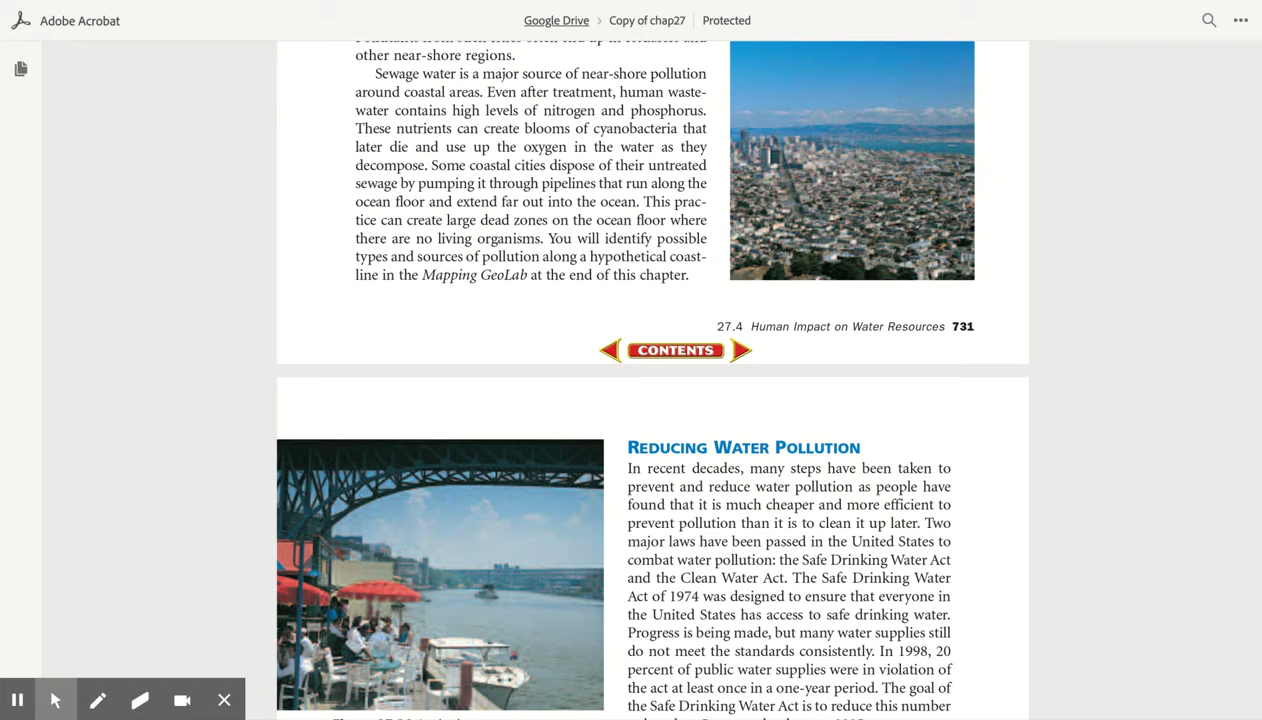 Adobe Acrobat
Google Drive > Copy of chap27 | Protected
other near-shore regions.
Sewage water is a major source of near-shore pollution
around coastal areas. Even after treatment, human waste-
water contains high levels of nitrogen and phosphorus.
These nutrients can create blooms of cyanobacteria that
later die and use up the oxygen in the water as they
decompose. Some coastal cities dispose of their untreated
sewage by pumping it through pipelines that run along the
ocean floor and extend far out into the ocean. This prac-
tice can create large dead zones on the ocean floor where
there are no living organisms. You will identify possible
types and sources of pollution along a hypothetical coast-
line in the Mapping GeoLab at the end of this chapter.
27.4 Human Impact on Water Resources 731
CONTENTS
REDUCING WATER POLLUTION
In recent decades, many steps have been taken to
prevent and reduce water pollution as people have
found that it is much cheaper and more efficient to
prevent pollution than it is to clean it up later. Two
major laws have been passed in the United States to
combat water pollution: the Safe Drinking Water Act
and the Clean Water Act. The Safe Drinking Water
Act of 1974 was designed to ensure that everyone in
the United States has access to safe drinking water.
Progress is being made, but many water supplies still
do not meet the standards consistently. In 1998, 20
percent of public water supplies were in violation of
the act at least once in a one-year period. The goal of
the Safe Drinking Water Act is to reduce this number